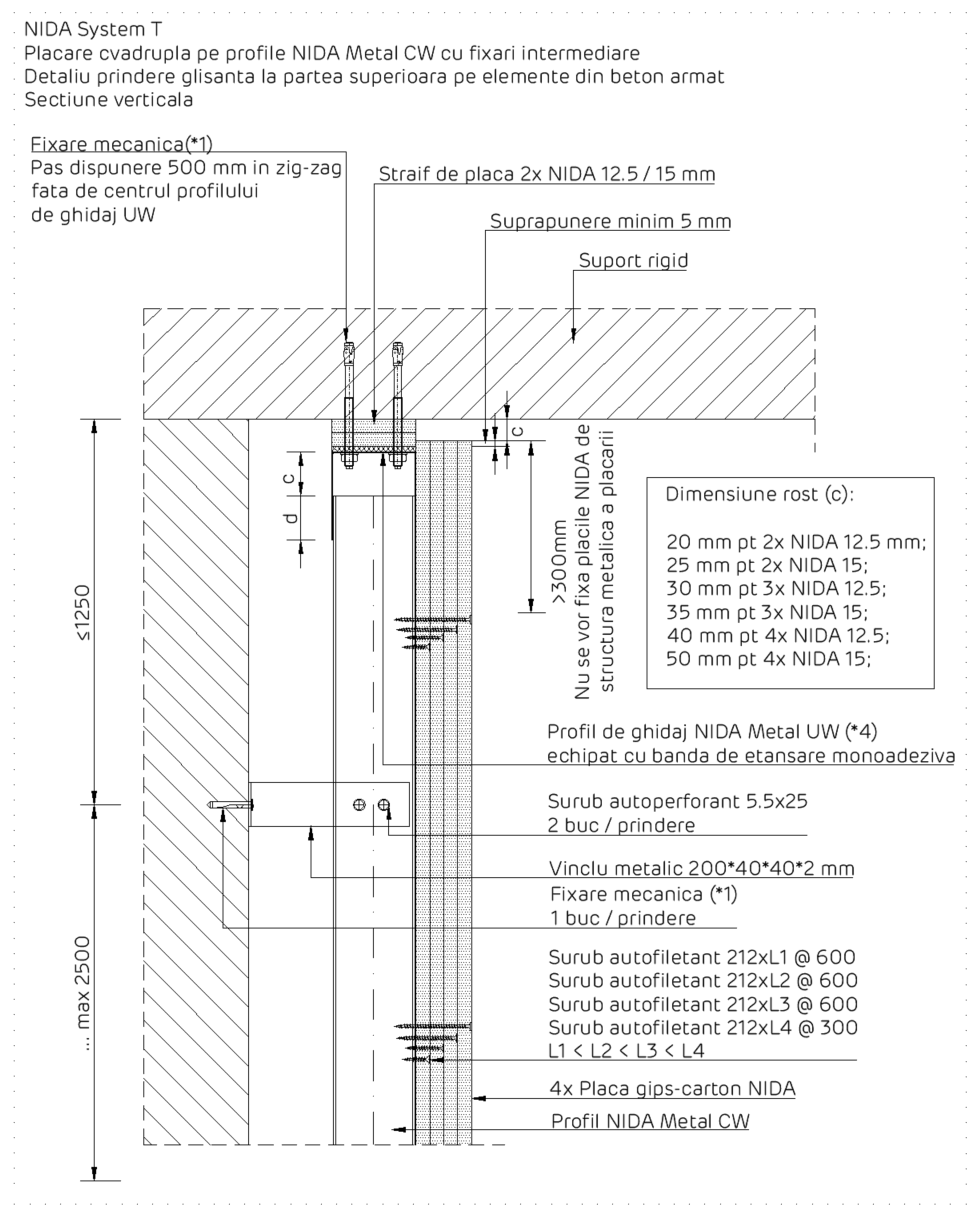 NIDA System T
Placare cvadrupla pe profile NIDA Metal CW cu fixari intermediare
Detaliu prindere glisanta la partea superioara pe elemente din beton armat
Sectiune verticala
Fixare mecanica(*1)
Pas dispunere 500 mm in zig-zag
fata de centrul profilului
de ghidaj UW
Straif de placa 2x NIDA 12.5 / 15 mm
Suprapunere minim 5 mm
Suport rigid
c
c
d
≤1250
... max 2500
>300mm
Nu se vor fixa placile NIDA de
structura metalica a placarii
Dimensiune rost (c):
20 mm pt 2x NIDA 12.5 mm;
25 mm pt 2x NIDA 15;
30 mm pt 3x NIDA 12.5;
35 mm pt 3x NIDA 15;
40 mm pt 4x NIDA 12.5;
50 mm pt 4x NIDA 15;
Profil de ghidaj NIDA Metal UW (*4)
echipat cu banda de etansare monoadeziva
Surub autoperforant 5.5x25
2 buc / prindere
Vinclu metalic 200*40*40*2 mm
Fixare mecanica (*1)
1 buc / prindere
Surub autofiletant 212xL1 @ 600
Surub autofiletant 212xL2 @ 600
Surub autofiletant 212xL3 @ 600
Surub autofiletant 212xL4 @ 300
L1 < L2 < L3 < L4
4x Placa gips-carton NIDA
Profil NIDA Metal CW